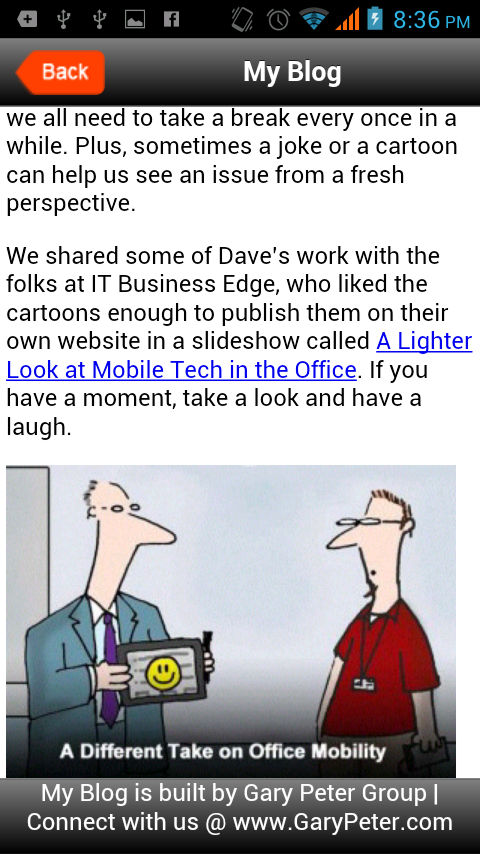 8:36 PM
Back
My Blog
we all need to take a break every once in a
while. Plus, sometimes a joke or a cartoon
can help us see an issue from a fresh
perspective.
We shared some of Dave's work with the
folks at IT Business Edge, who liked the
cartoons enough to publish them on their
own website in a slideshow called A Lighter
Look at Mobile Tech in the Office. If you
have a moment, take a look and have a
laugh.
A Different Take on Office Mobility
My Blog is built by Gary Peter Group |
Connect with us @ www.GaryPeter.com